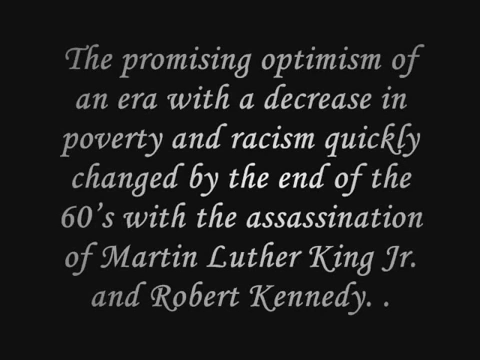 The promising optimism of
an era with a decrease in
poverty and racism quickly
changed by the end of the
60’s with the assassination
of Martin Luther King Jr.
and Robert Kennedy. .